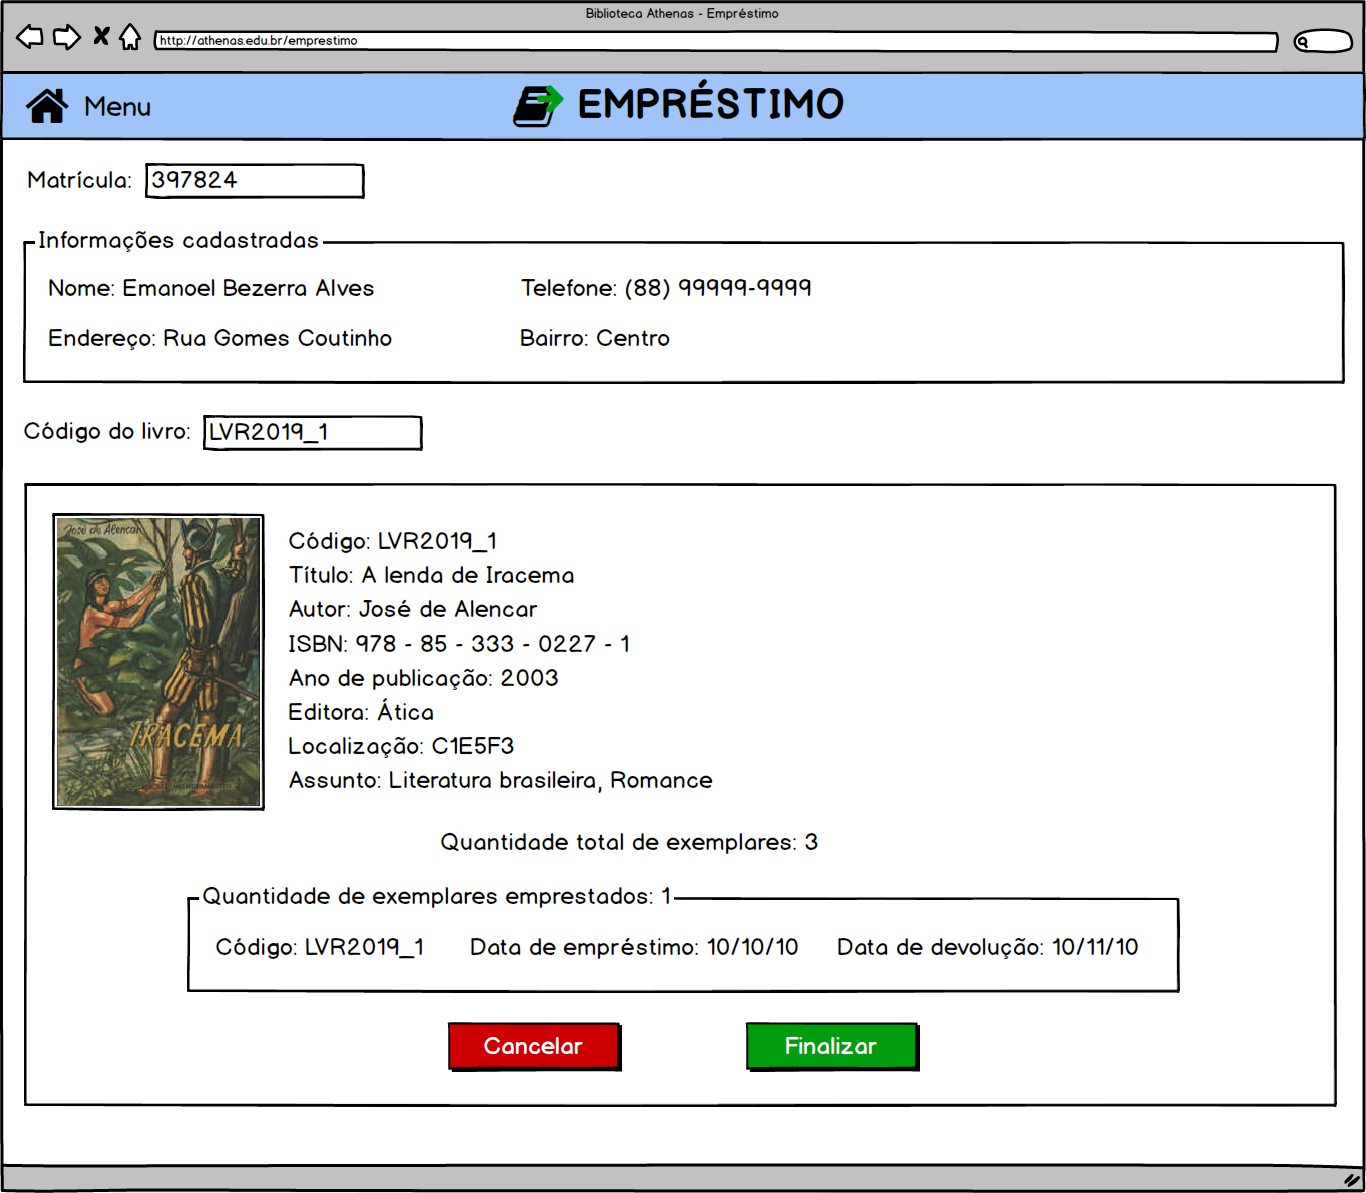 Biblioteca Athenas - Empréstimo
http://athenas.edu.br/emprestimo
Menu
EMPRÉSTIMO
Matrícula: 397824
Informações cadastradas
Nome: Emanoel Bezerra Alves Telefone: (88) 99999-9999
Endereço: Rua Gomes Coutinho Bairro: Centro
Código do livro: LVR2019_1
José de Alencar
IRACEMA
Código: LVR2019_1
Título: A lenda de Iracema
Autor: José de Alencar
ISBN: 978 - 85 - 333 - 0227 - 1
Ano de publicação: 2003
Editora: Ática
Localização: C1E5F3
Assunto: Literatura brasileira, Romance
Quantidade total de exemplares: 3
Quantidade de exemplares emprestados: 1
Código: LVR2019_1 Data de empréstimo: 10/10/10 Data de devolução: 10/11/10
Cancelar Finalizar